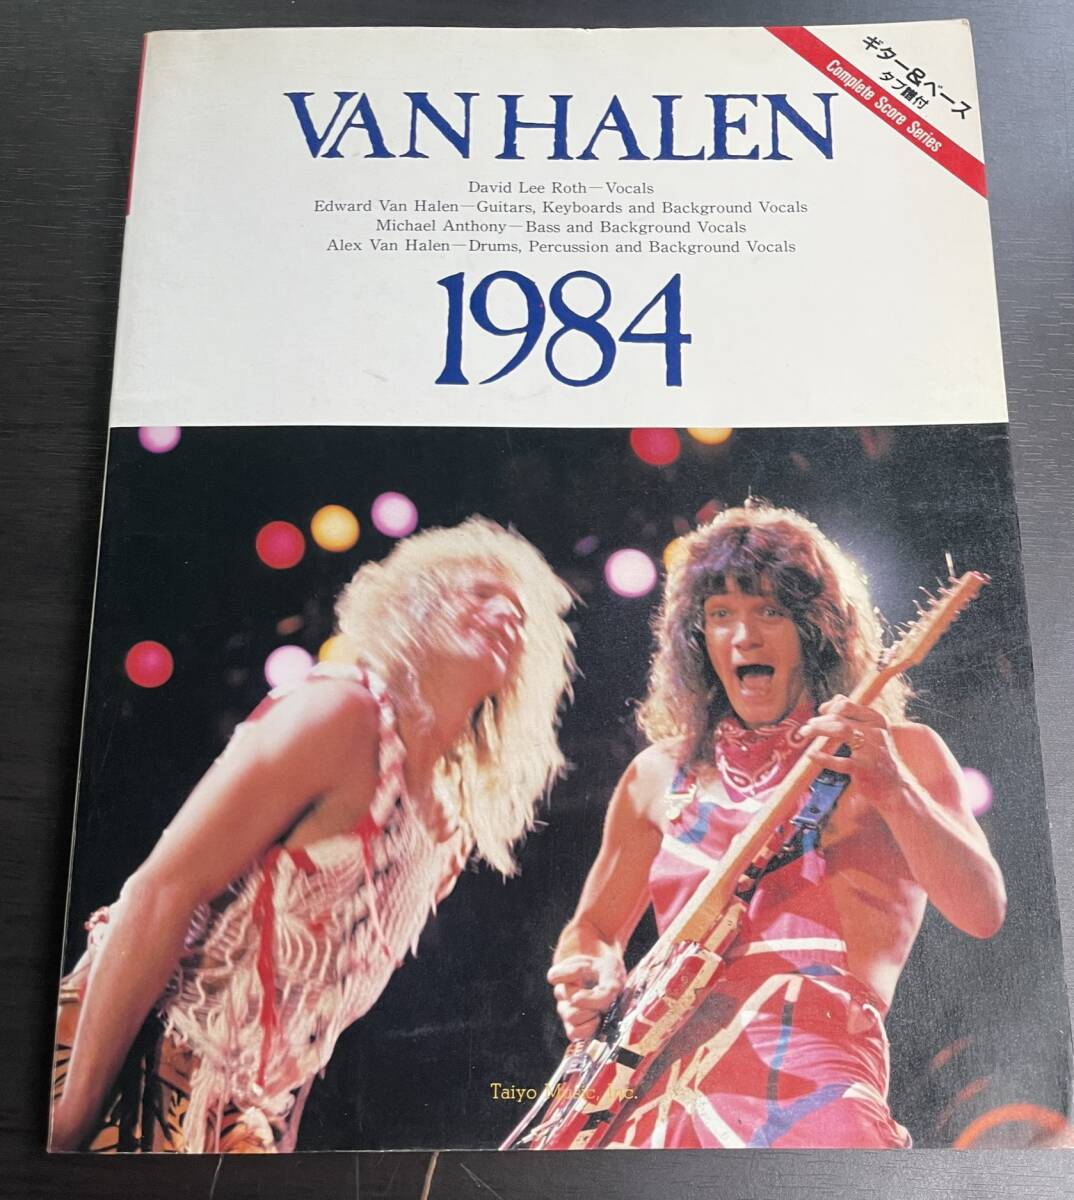 ギター&ベース
タブ譜付
Complete Score Series
VAN HALEN
David Lee Roth—Vocals
Edward Van Halen—Guitars, Keyboards and Background Vocals
Michael Anthony—Bass and Background Vocals
Alex Van Halen—Drums, Percussion and Background Vocals
1984
Taiyo Music, Inc.